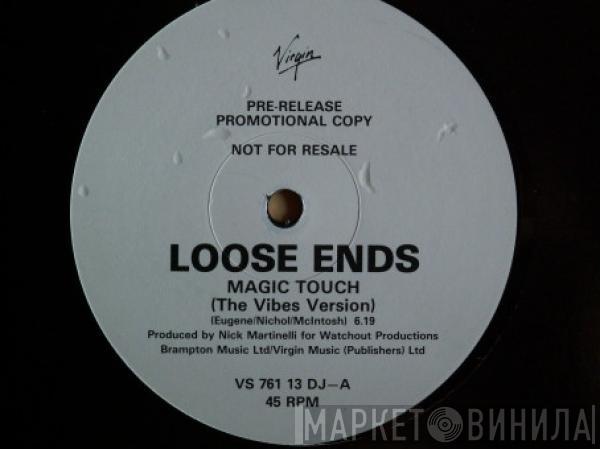 Virgin
PRE-RELEASE
PROMOTIONAL COPY
NOT FOR RESALE
LOOSE ENDS
MAGIC TOUCH
(The Vibes Version)
(Eugene/Nichol/McIntosh) 6.19
Produced by Nick Martinelli for Watchout Productions
Brampton Music Ltd/Virgin Music (Publishers) Ltd
VS 761 13 DJ—A
45 RPM
МАРКЕТ ВИНИЛА